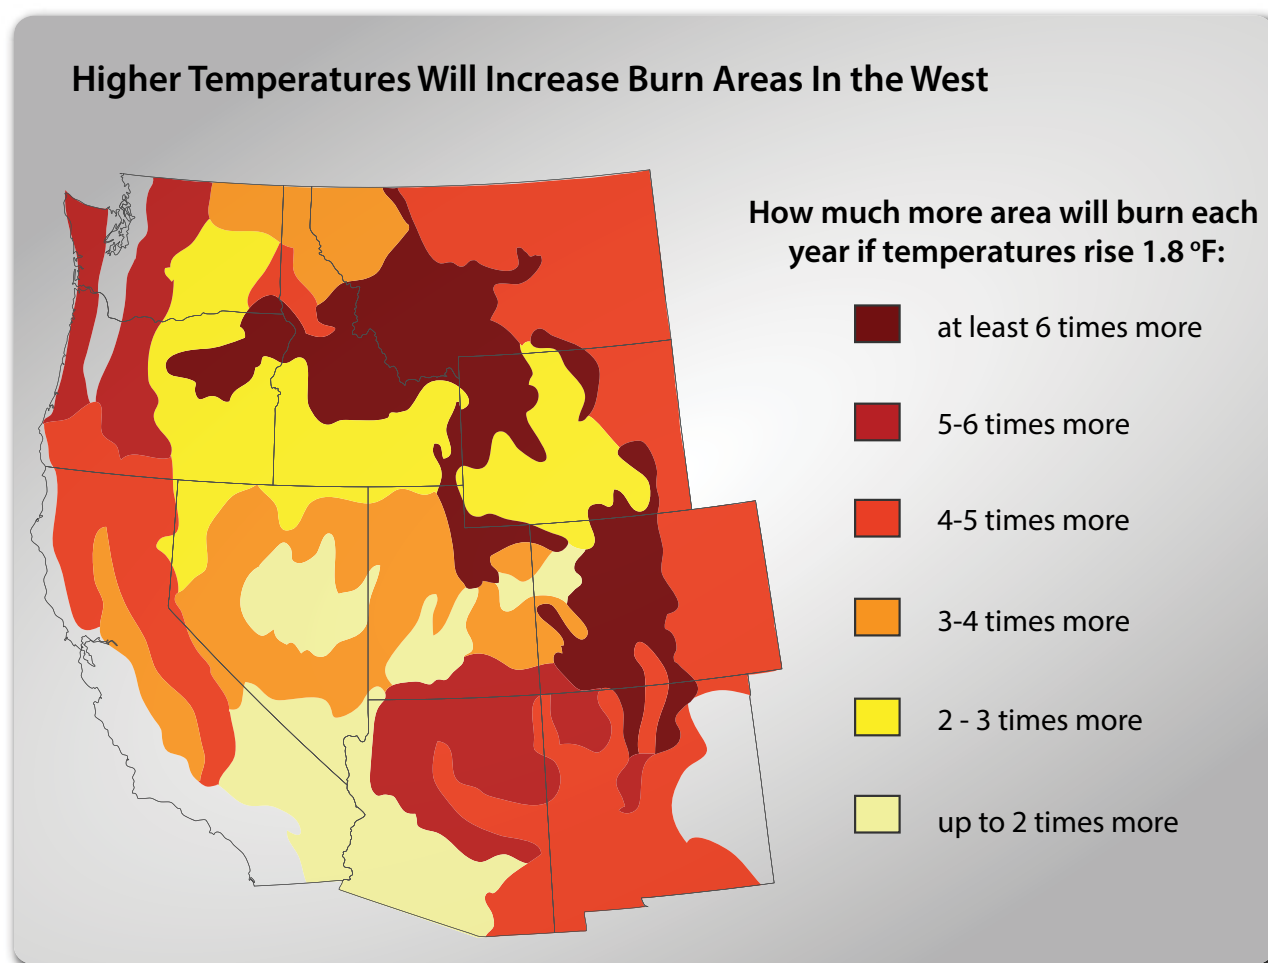 Higher Temperatures Will Increase Burn Areas In the West
How much more area will burn each
year if temperatures rise 1.8 ºF:
at least 6 times more
5-6 times more
4-5 times more
3-4 times more
2 - 3 times more
up to 2 times more